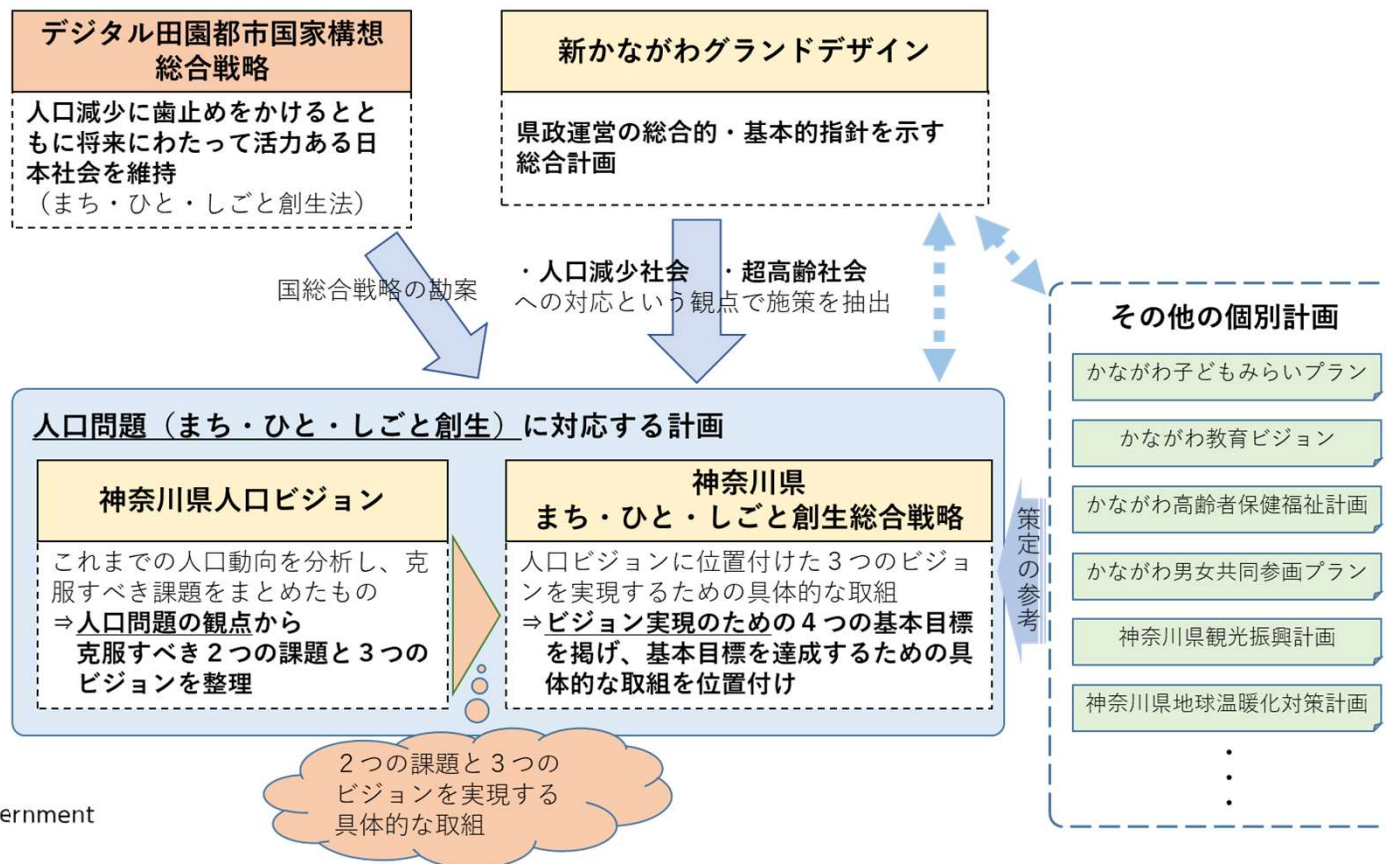 デジタル田園都市国家構想
総合戦略
人口減少に歯止めをかけるとと
もに将来にわたって活力ある日
本社会を維持
（まち・ひと・しごと創生法）
新かながわグランドデザイン
県政運営の総合的・基本的指針を示す
総合計画
国総合戦略の勘案
・人口減少社会　・超高齢社会
への対応という観点で施策を抽出
人口問題（まち・ひと・しごと創生）に対応する計画
神奈川県人口ビジョン
これまでの人口動向を分析し、克
服すべき課題をまとめたもの
⇒人口問題の観点から
克服すべき２つの課題と３つの
ビジョンを整理
神奈川県
まち・ひと・しごと創生総合戦略
人口ビジョンに位置付けた３つのビジョ
ンを実現するための具体的な取組
⇒ビジョン実現のための４つの基本目標
を掲げ、基本目標を達成するための具
体的な取組を位置付け
２つの課題と３つの
ビジョンを実現する
具体的な取組
策定の参考
その他の個別計画
かながわ子どもみらいプラン
かながわ教育ビジョン
かながわ高齢者保健福祉計画
かながわ男女共同参画プラン
神奈川県観光振興計画
神奈川県地球温暖化対策計画
・
・
・
ernment